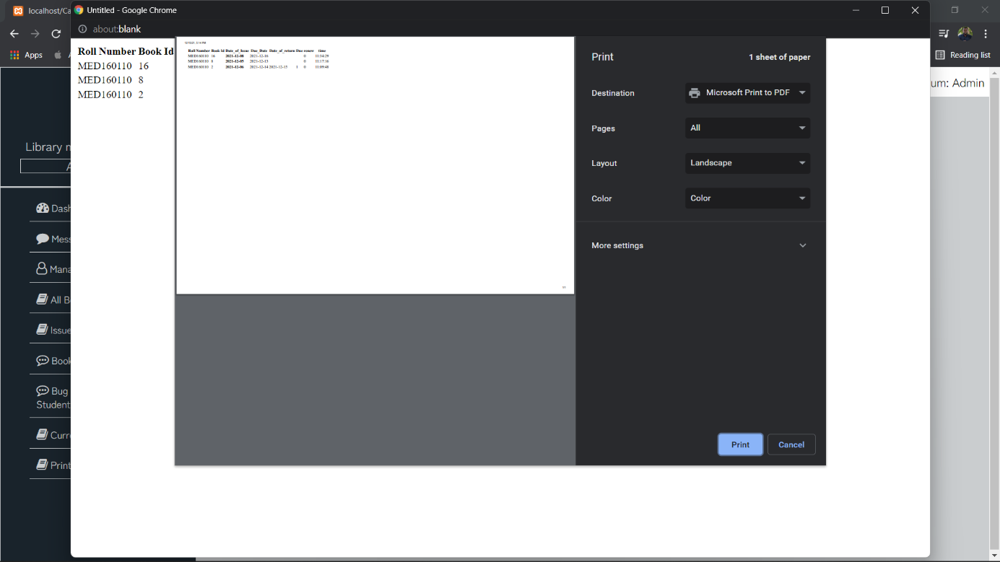 localhost/Ca
Untitled - Google Chrome
about:blank
Apps
Reading list
um: Admin
Library
Dash
Mess
Mana
All B
Issue
Book
Bug
Student
Curre
Print
Roll Number Book Id
MED160110 16
MED160110 8
MED160110 2
Roll Number Book Id Date_of_Issue Due_Date Date_of_return Due renew time
MED160110 16 2021-12-08 2021-12-16 0 11:34:29
MED160110 8 2021-12-05 2021-12-13 0 11:17:16
MED160110 2 2021-12-06 2021-12-14 2021-12-15 1 0 11:09:48
Print
1 sheet of paper
Destination
Microsoft Print to PDF
Pages
All
Layout
Landscape
Color
Color
More settings
Print
Cancel